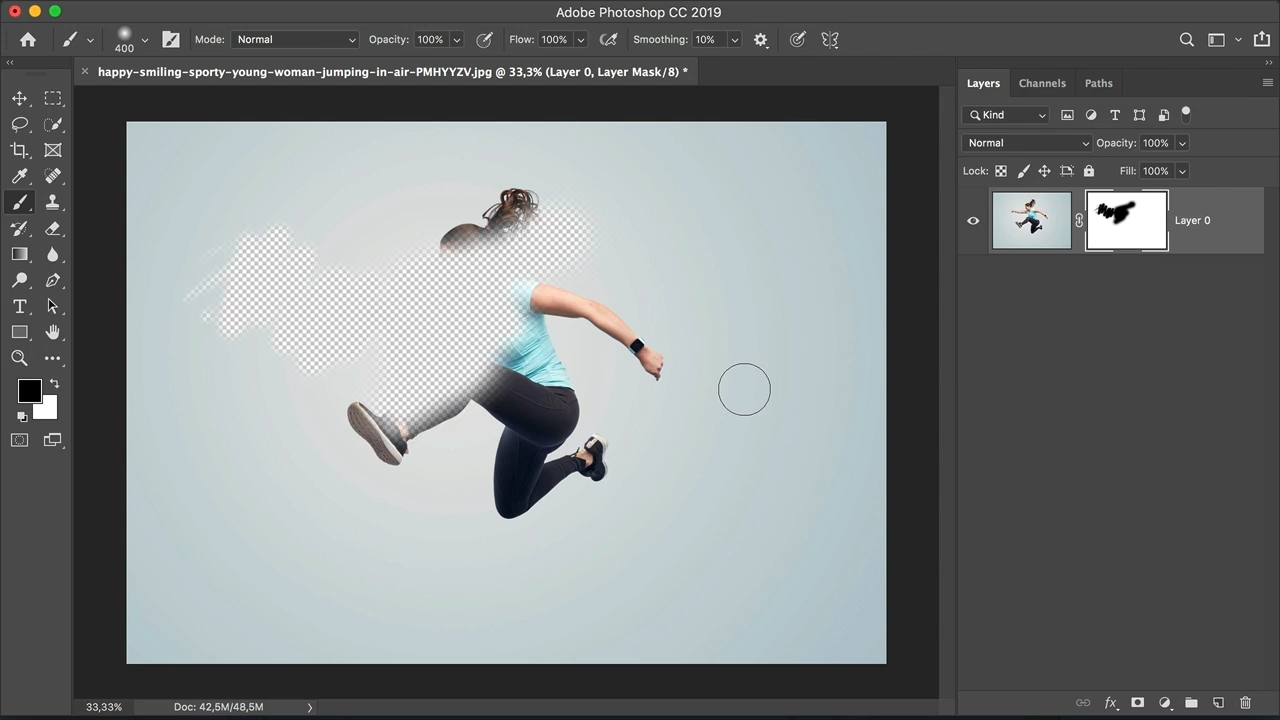 Adobe Photoshop CC 2019
400
Mode: Normal
Opacity: 100%
Flow: 100%
Smoothing: 10%
happy-smiling-sporty-young-woman-jumping-in-air-PMHYYZV.jpg @ 33,3% (Layer 0, Layer Mask/8) *
Layers
Channels
Paths
Kind
Normal
Opacity: 100%
Lock:
Fill: 100%
Layer 0
33,33%
Doc: 42,5M/48,5M